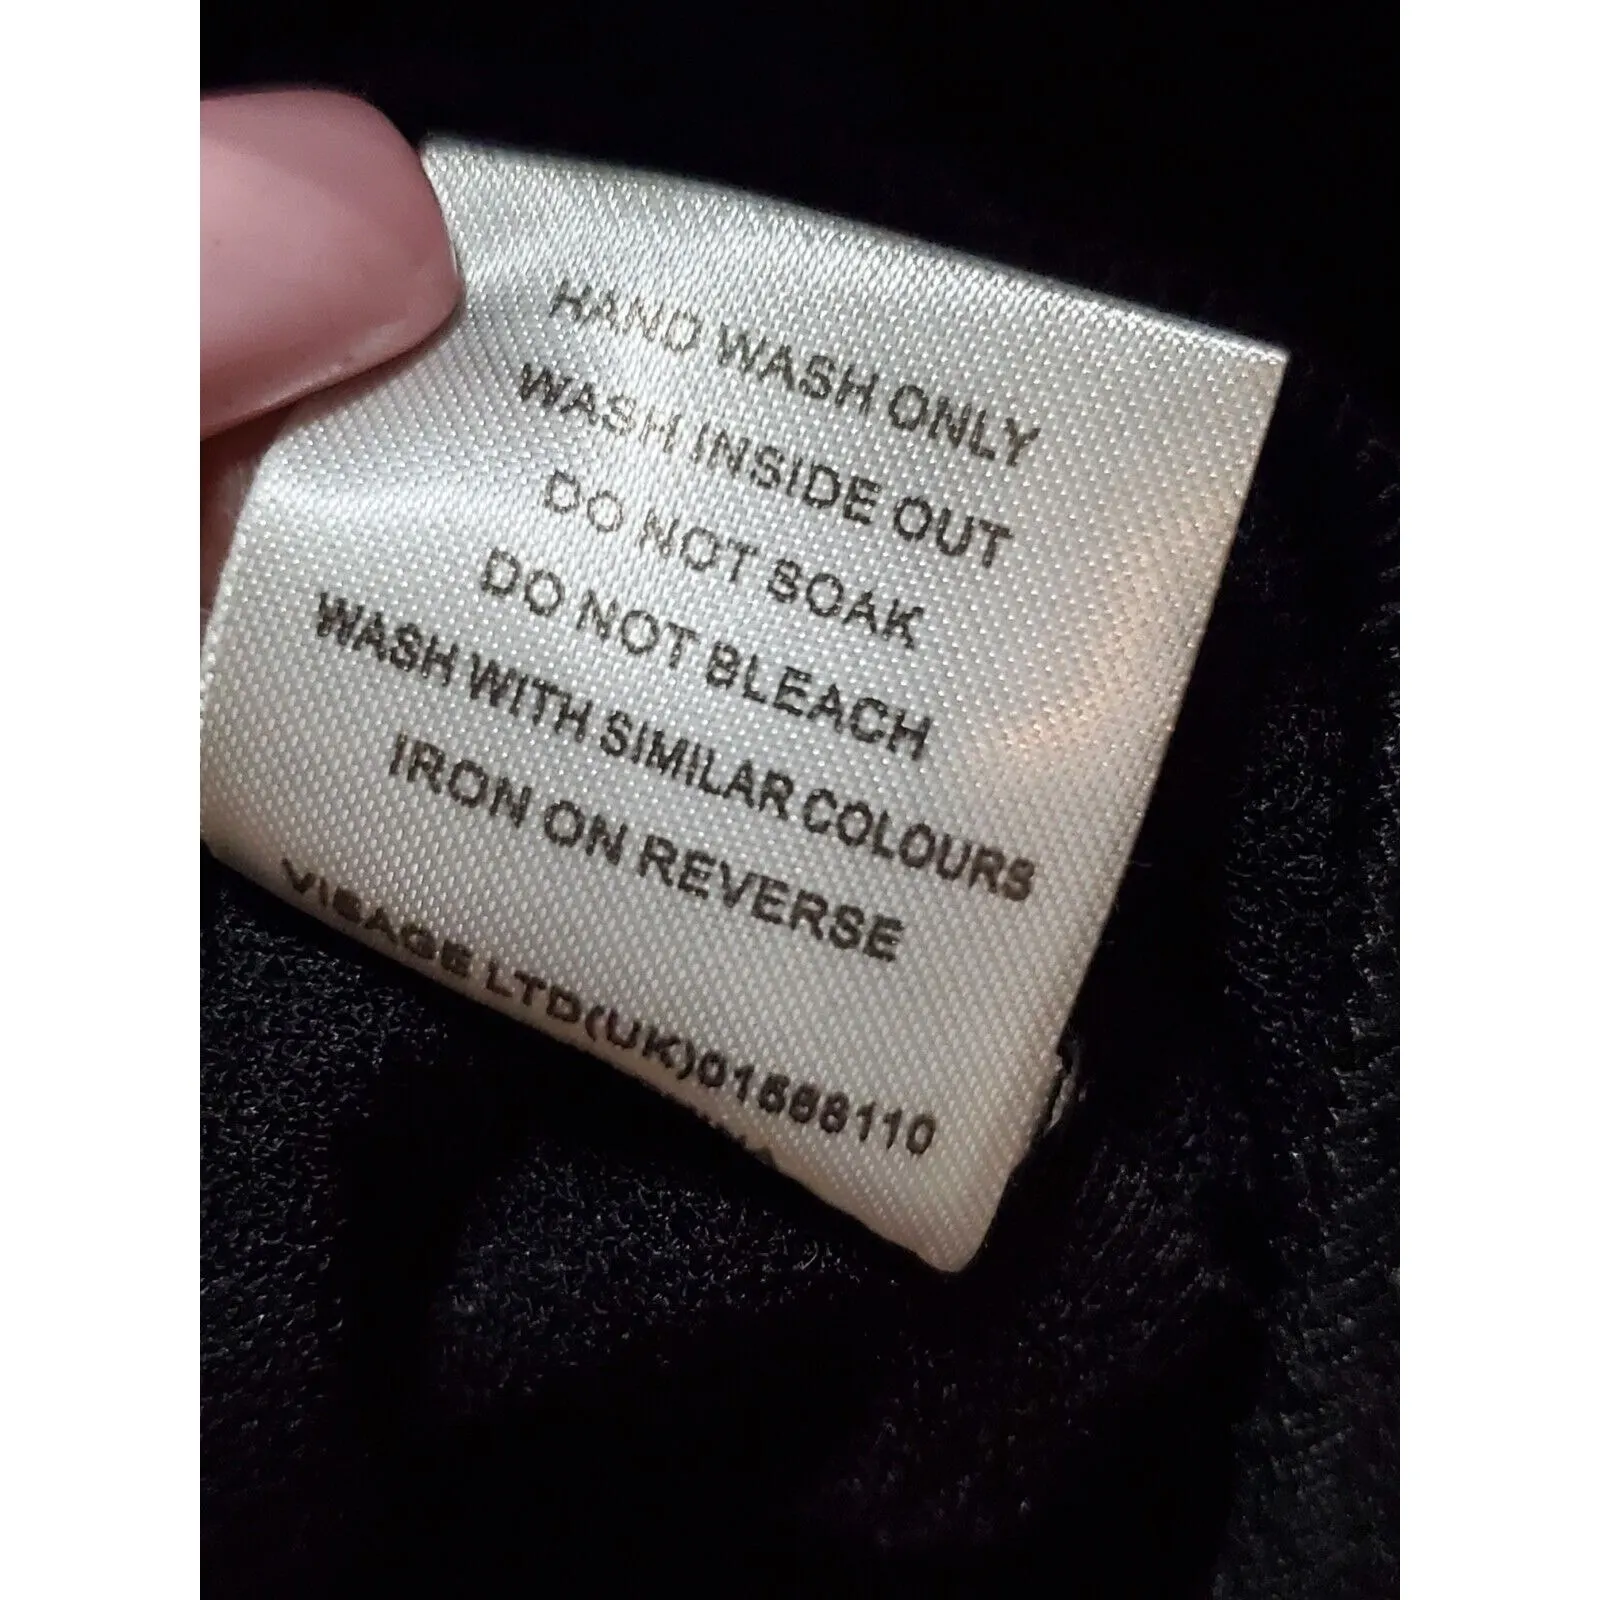 HAND WASH ONLY
WASH INSIDE OUT
DO NOT SOAK
DO NOT BLEACH
WASH WITH SIMILAR COLOURS
IRON ON REVERSE
VISAGE LTD(UK)